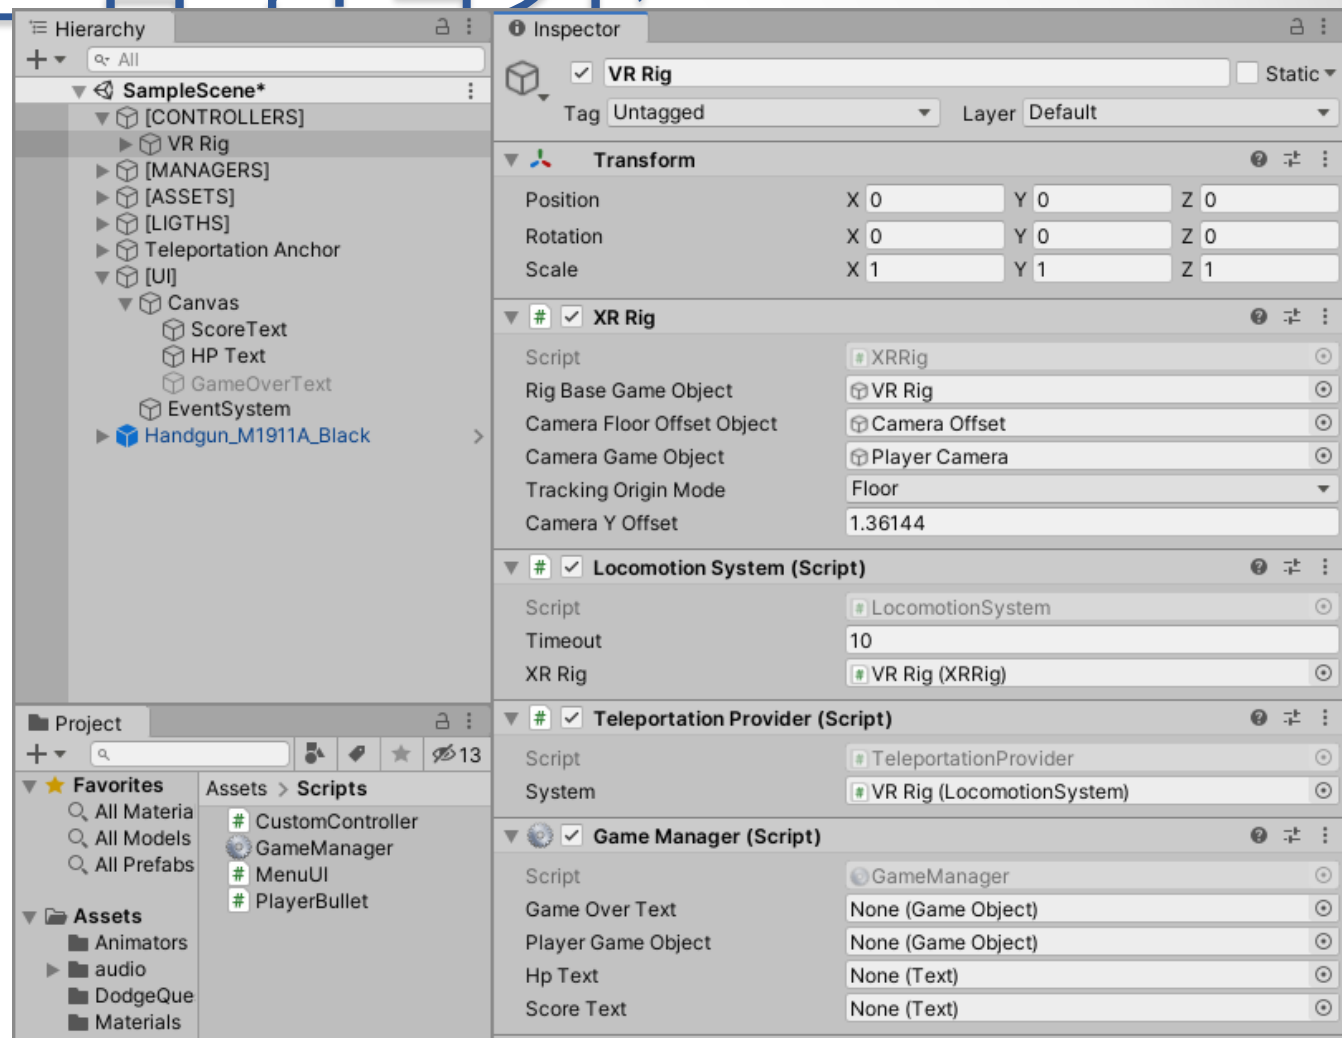 Hierarchy
All
SampleScene*
[CONTROLLERS]
VR Rig
[MANAGERS]
[ASSETS]
[LIGTHS]
Teleportation Anchor
[UI]
Canvas
ScoreText
HP Text
GameOverText
EventSystem
Handgun_M1911A_Black
Project
13
Favorites
All Materia
All Models
All Prefabs
Assets
Animators
audio
DodgeQue
Materials
Assets > Scripts
CustomController
GameManager
MenuUI
PlayerBullet
Inspector
VR Rig Static
Tag Untagged Layer Default
Transform
Position X 0 Y 0 Z 0
Rotation X 0 Y 0 Z 0
Scale X 1 Y 1 Z 1
# XR Rig
Script # XRRig
Rig Base Game Object VR Rig
Camera Floor Offset Object Camera Offset
Camera Game Object Player Camera
Tracking Origin Mode Floor
Camera Y Offset 1.36144
# Locomotion System (Script)
Script # LocomotionSystem
Timeout 10
XR Rig # VR Rig (XRRig)
# Teleportation Provider (Script)
Script # TeleportationProvider
System # VR Rig (LocomotionSystem)
Game Manager (Script)
Script GameManager
Game Over Text None (Game Object)
Player Game Object None (Game Object)
Hp Text None (Text)
Score Text None (Text)